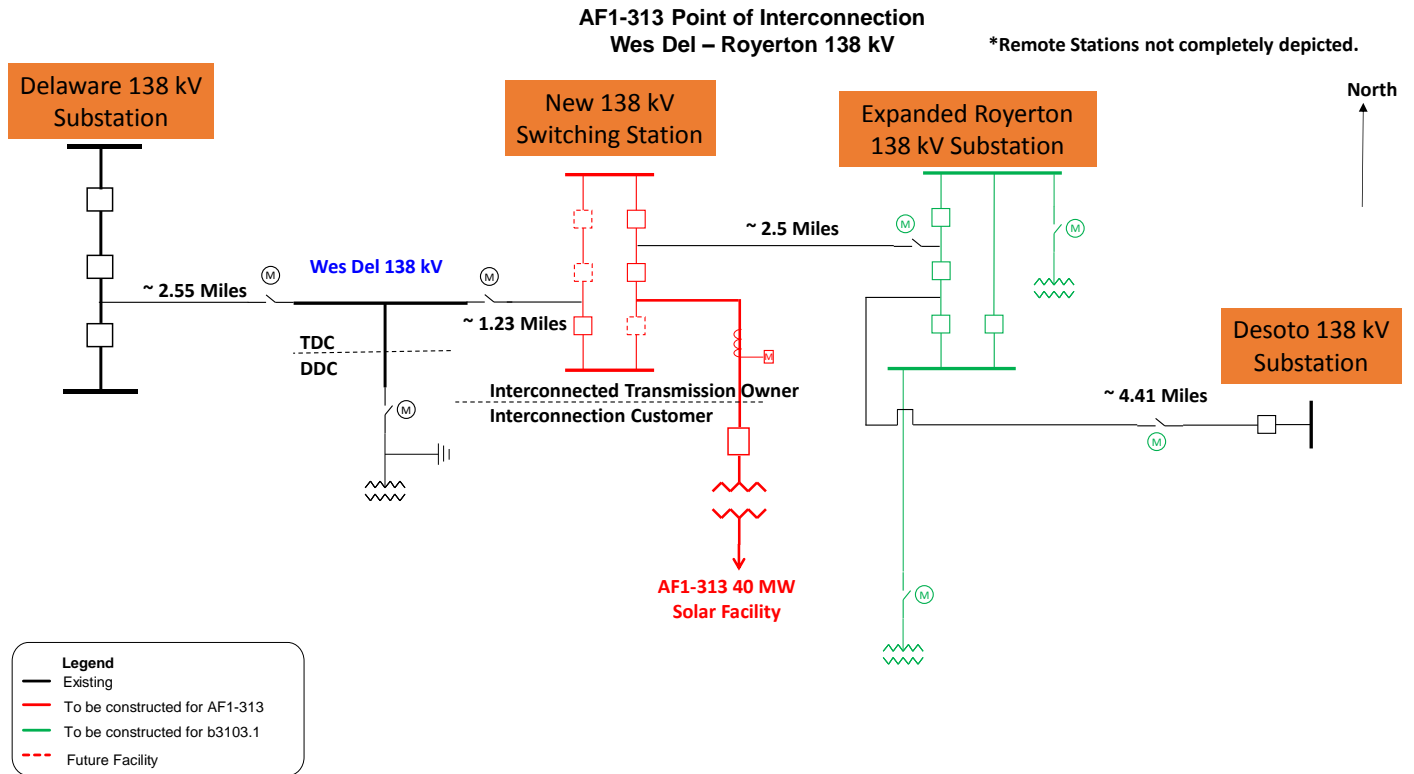 AF1-313 Point of Interconnection
Wes Del – Royerton 138 kV
*Remote Stations not completely depicted.
Delaware 138 kV
Substation
New 138 kV
Switching Station
Expanded Royerton
138 kV Substation
North
~ 2.5 Miles
M
Wes Del 138 kV
M
M
M
~ 2.55 Miles
~ 1.23 Miles
Desoto 138 kV
Substation
TDC
DDC
M
Interconnected Transmission Owner
Interconnection Customer
~ 4.41 Miles
M
M
AF1-313 40 MW
Solar Facility
M
Legend
Existing
To be constructed for AF1-313
To be constructed for b3103.1
Future Facility